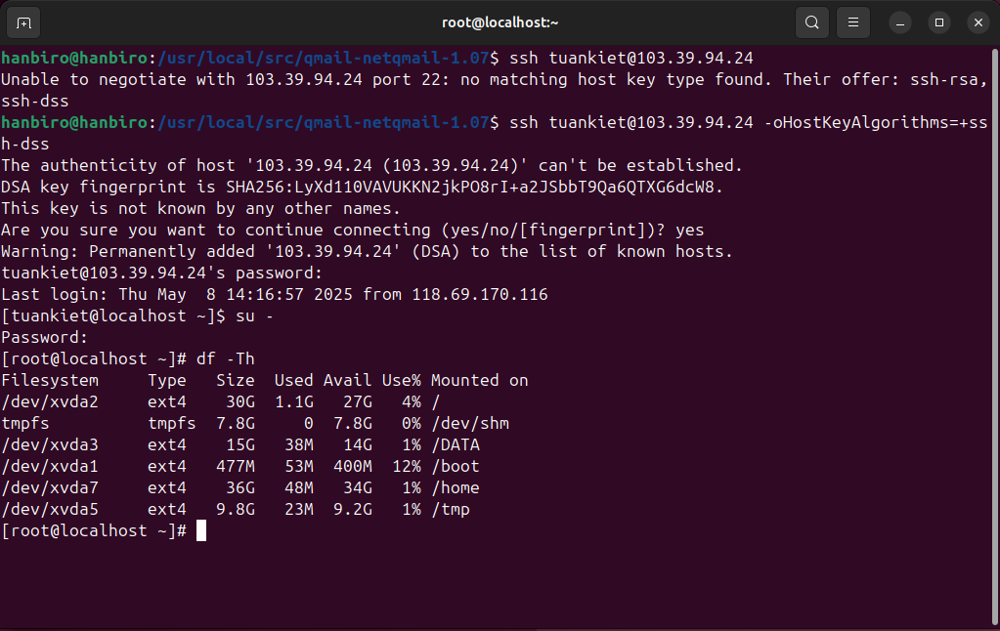 root@localhost:~
hanbiro@hanbiro:/usr/local/src/qmail-netqmail-1.07$ ssh tuankiet@103.39.94.24
Unable to negotiate with 103.39.94.24 port 22: no matching host key type found. Their offer: ssh-rsa,
ssh-dss
hanbiro@hanbiro:/usr/local/src/qmail-netqmail-1.07$ ssh tuankiet@103.39.94.24 -oHostKeyAlgorithms=+ss
h-dss
The authenticity of host '103.39.94.24 (103.39.94.24)' can't be established.
DSA key fingerprint is SHA256:LyXd110VAVUKKN2jkPO8rI+a2JSbbT9Qa6QTXG6dcW8.
This key is not known by any other names.
Are you sure you want to continue connecting (yes/no/[fingerprint])? yes
Warning: Permanently added '103.39.94.24' (DSA) to the list of known hosts.
tuankiet@103.39.94.24's password:
Last login: Thu May  8 14:16:57 2025 from 118.69.170.116
[tuankiet@localhost ~]$ su -
Password:
[root@localhost ~]# df -Th
Filesystem     Type   Size  Used Avail Use% Mounted on
/dev/xvda2     ext4    30G  1.1G   27G   4% /
tmpfs          tmpfs  7.8G     0  7.8G   0% /dev/shm
/dev/xvda3     ext4    15G   38M   14G   1% /DATA
/dev/xvda1     ext4   477M   53M  400M  12% /boot
/dev/xvda7     ext4    36G   48M   34G   1% /home
/dev/xvda5     ext4   9.8G   23M  9.2G   1% /tmp
[root@localhost ~]#